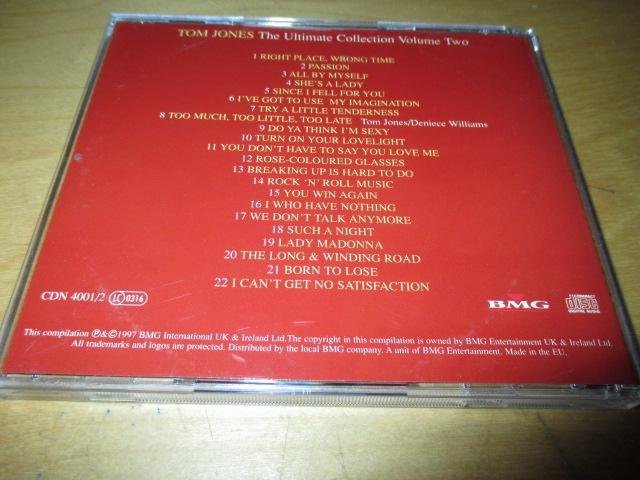 TOM JONES The Ultimate Collection Volume Two
1 RIGHT PLACE, WRONG TIME
2 PASSION
3 ALL BY MYSELF
4 SHE'S A LADY
5 SINCE I FELL FOR YOU
6 I'VE GOT TO USE MY IMAGINATION
7 TRY A LITTLE TENDERNESS
8 TOO MUCH, TOO LITTLE, TOO LATE Tom Jones/Deniece Williams
9 DO YA THINK I'M SEXY
10 TURN ON YOUR LOVELIGHT
11 YOU DON'T HAVE TO SAY YOU LOVE ME
12 ROSE-COLOURED GLASSES
13 BREAKING UP IS HARD TO DO
14 ROCK 'N' ROLL MUSIC
15 YOU WIN AGAIN
16 I WHO HAVE NOTHING
17 WE DON'T TALK ANYMORE
18 SUCH A NIGHT
19 LADY MADONNA
20 THE LONG & WINDING ROAD
21 BORN TO LOSE
22 I CAN'T GET NO SATISFACTION
CDN 4001/2 LC 0316
BMG
COMPACT disc DIGITAL AUDIO
This compilation ℗&©1997 BMG International UK & Ireland Ltd.The copyright in this compilation is owned by BMG Entertainment UK & Ireland Ltd.
All trademarks and logos are protected. Distributed by the local BMG company. A unit of BMG Entertainment. Made in the EU.